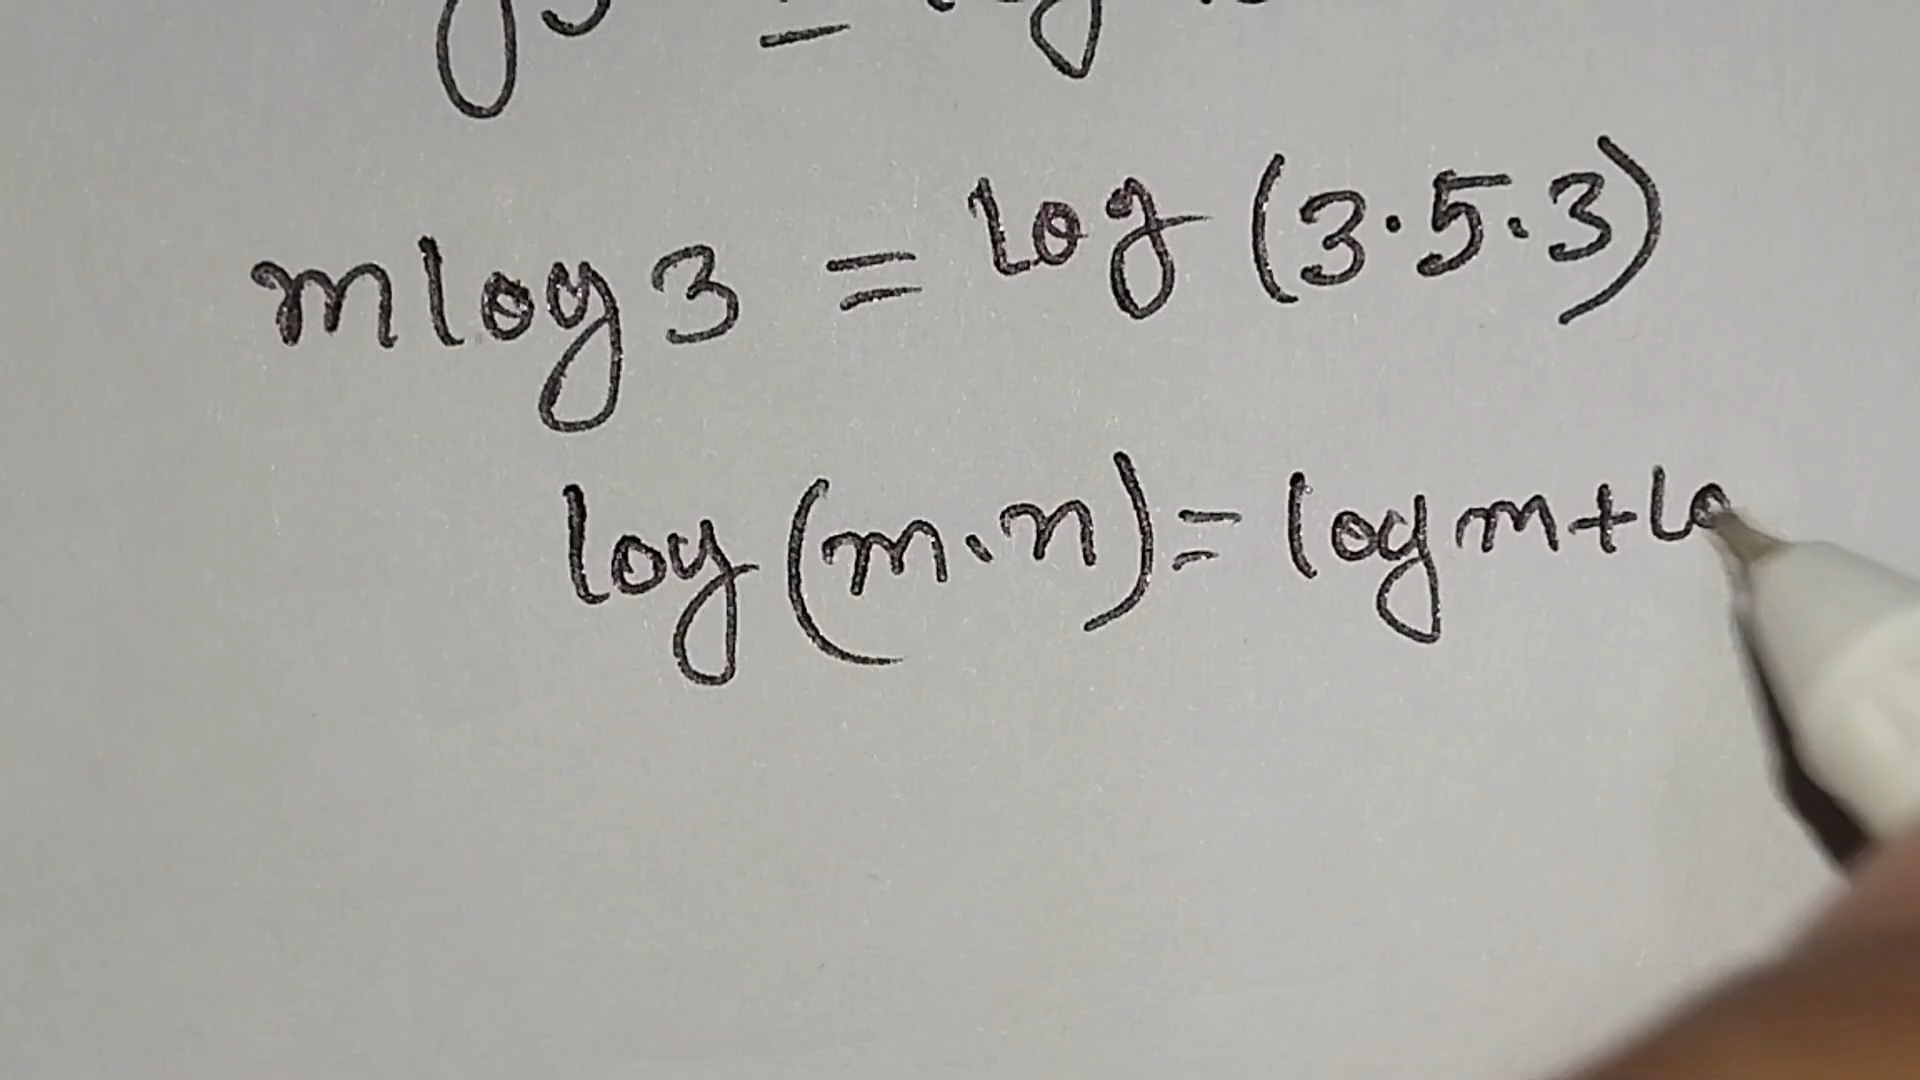 m log 3 = log (3.5.3)
log (m.n) = log m + lo